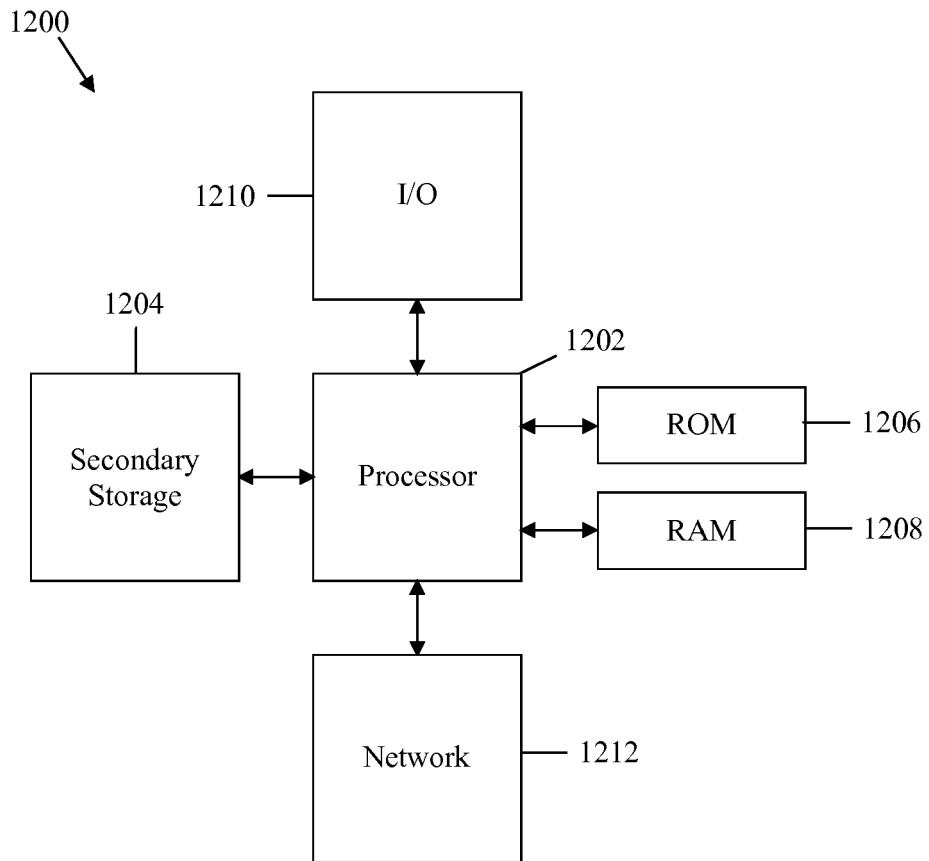 1200
I/O
1210
1204
1202
Secondary
Storage
Processor
ROM
1206
RAM
1208
Network
1212